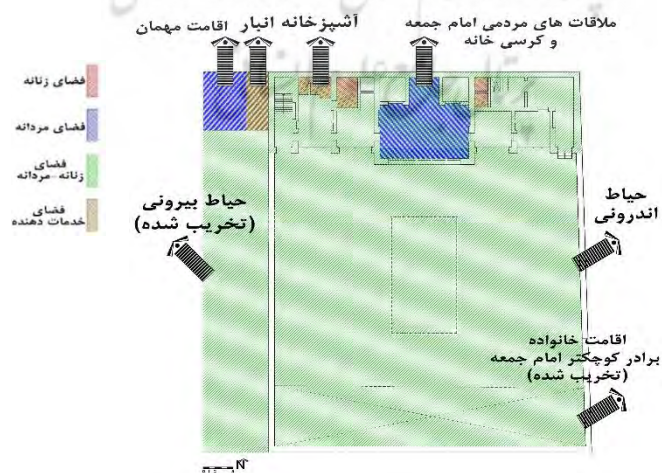 ملاقات های مردمی امام جمعه
و کرسی خانه
آشپزخانه
انبار
اقامت مهمان
فضای زنانه
فضای مردانه
فضای
زنانه-مردانه
فضای
خدمات دهنده
حیاط بیرونی
(تخریب شده)
حیاط
اندرونی
اقامت خانواده
برادر کوچکتر امام جمعه
(تخریب شده)
N